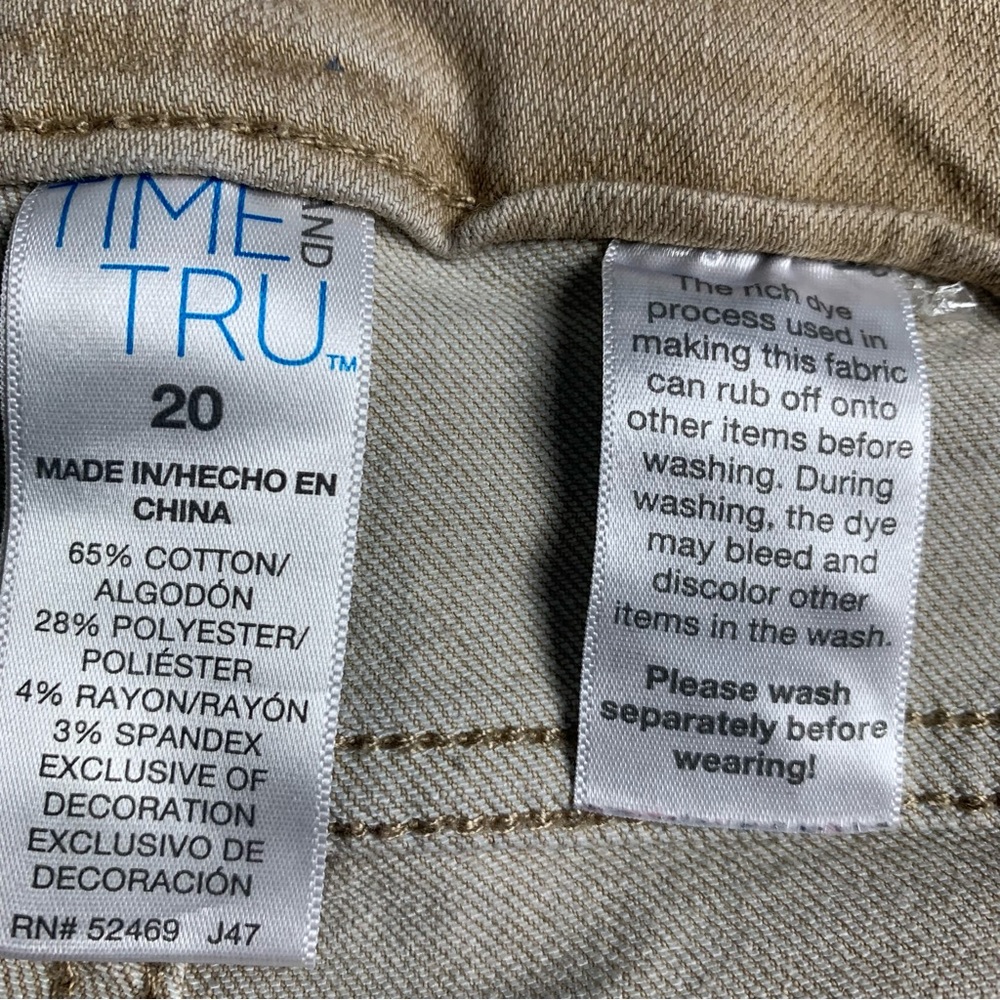 TIME
AND
TRU™
20
MADE IN/HECHO EN
CHINA
65% COTTON/
ALGODÓN
28% POLYESTER/
POLIÉSTER
4% RAYON/RAYÓN
3% SPANDEX
EXCLUSIVE OF
DECORATION
EXCLUSIVO DE
DECORACIÓN
RN# 52469 J47
The rich dye
process used in
making this fabric
can rub off onto
other items before
washing. During
washing, the dye
may bleed and
discolor other
items in the wash.
Please wash
separately before
wearing!